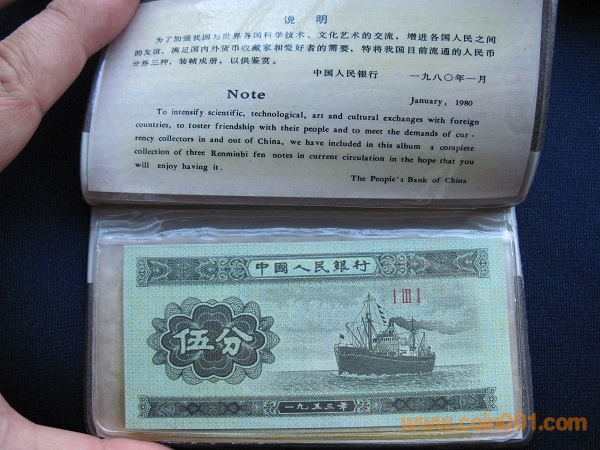 说 明
为了加强我国与世界各国科学技术、文化艺术的交流，增进各国人民之间
的友谊，满足国内外货币收藏家和爱好者的需要，特将我国目前流通的人民币
分券三种，装帧成册，以供鉴赏。
中国人民银行 一九八〇年一月
Note January, 1980
To intensify scientific, technological, art and cultural exchanges with foreign
countries, to foster friendship with their people and to meet the demands of cur-
rency collectors in and out of China, we have included in this album a complete
collection of three Renminbi fen notes in current circulation in the hope that you
will enjoy having it.
The People's Bank of China
中國人民銀行
I III I
伍分
一九五三年
www.coin001.com